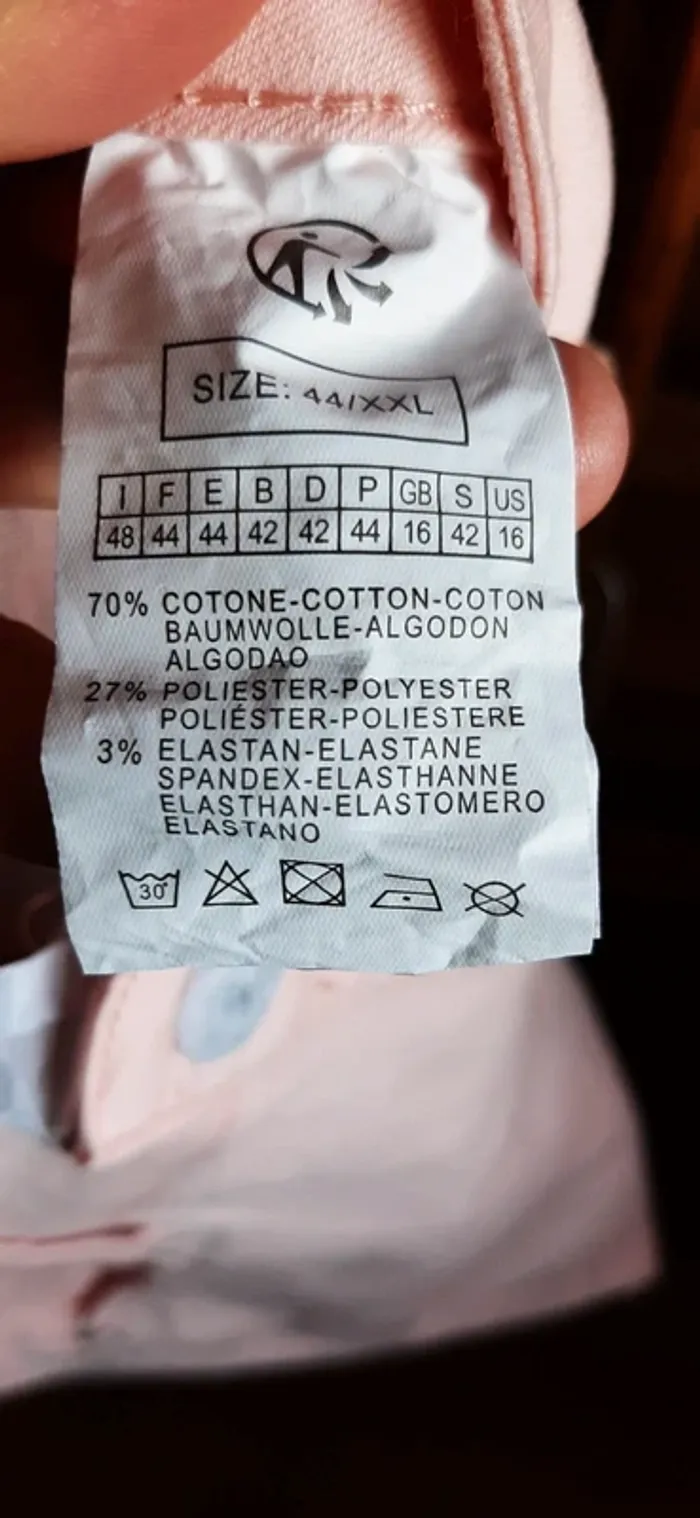 SIZE: 44/XXL
I F E B D P GB S US
48 44 44 42 42 44 16 42 16
70% COTONE-COTTON-COTON
BAUMWOLLE-ALGODON
ALGODAO
27% POLIESTER-POLYESTER
POLIÉSTER-POLIESTERE
3% ELASTAN-ELASTANE
SPANDEX-ELASTHANNE
ELASTHAN-ELASTOMERO
ELASTANO
30°